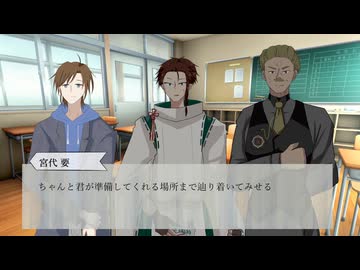 宮代 要
ちゃんと君が準備してくれる場所まで辿り着いてみせる